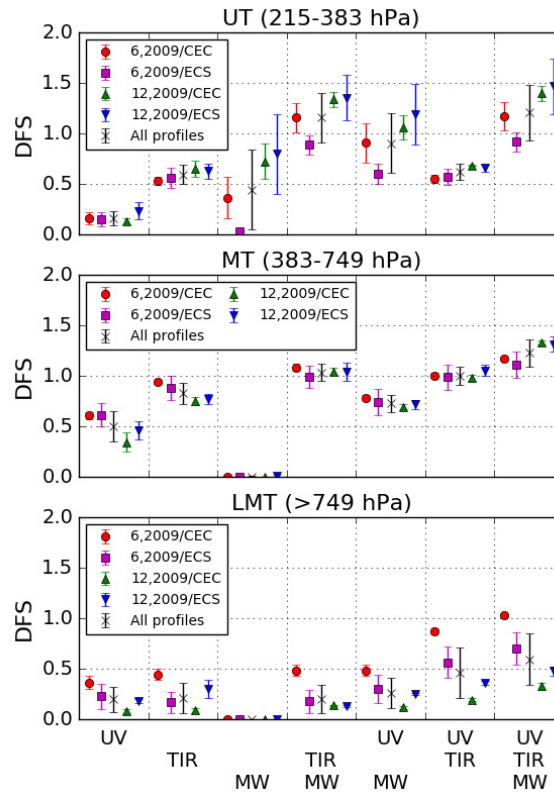 UT (215-383 hPa)
2.0
1.5
1.0
0.5
0.0
DFS
6,2009/CEC
6,2009/ECS
12,2009/CEC
12,2009/ECS
All profiles
MT (383-749 hPa)
2.0
1.5
1.0
0.5
0.0
DFS
6,2009/CEC 12,2009/CEC
6,2009/ECS 12,2009/ECS
All profiles
LMT (>749 hPa)
2.0
1.5
1.0
0.5
0.0
DFS
6,2009/CEC
6,2009/ECS
12,2009/CEC
12,2009/ECS
All profiles
UV UV UV UV
TIR TIR TIR TIR
MW MW MW MW